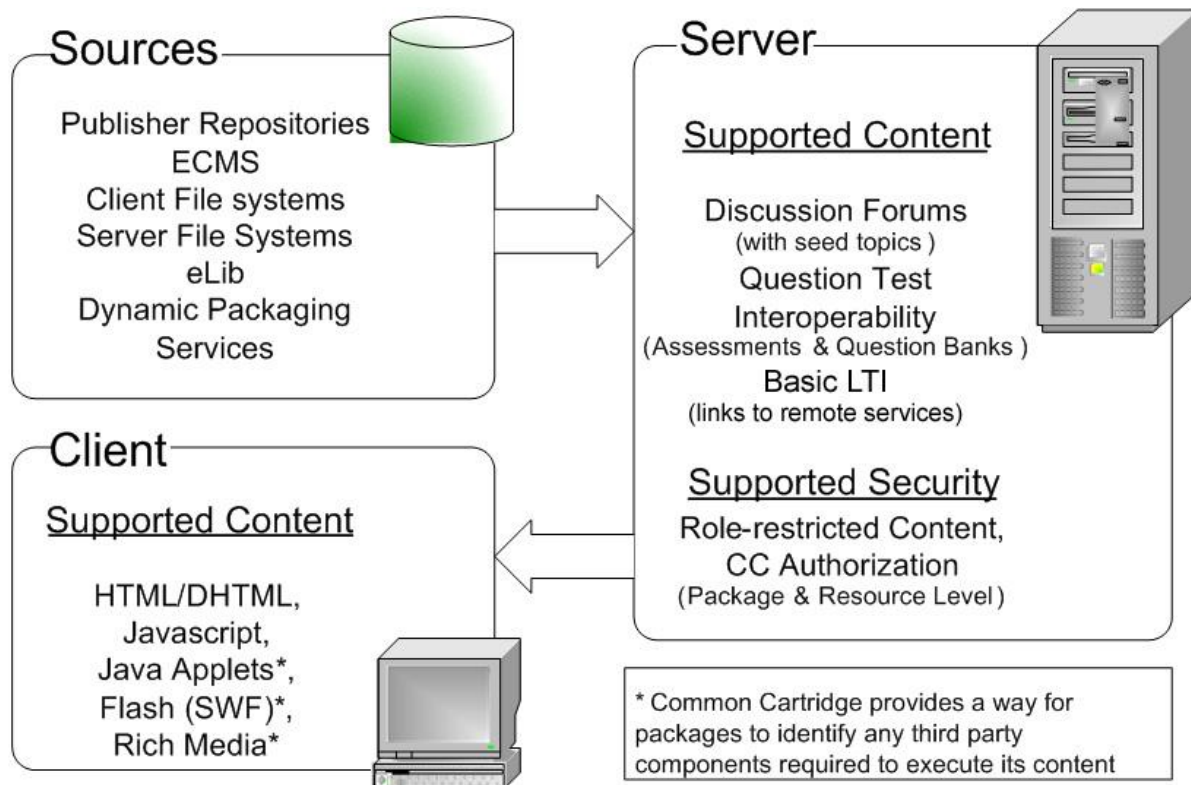 Sources
Publisher Repositories
ECMS
Client File systems
Server File Systems
eLib
Dynamic Packaging
Services
Server
Supported Content
Discussion Forums
(with seed topics )
Question Test
Interoperability
(Assessments & Question Banks )
Basic LTI
(links to remote services)
Supported Security
Role-restricted Content,
CC Authorization
(Package & Resource Level)
Client
Supported Content
HTML/DHTML,
Javascript,
Java Applets*,
Flash (SWF)*,
Rich Media*
* Common Cartridge provides a way for
packages to identify any third party
components required to execute its content